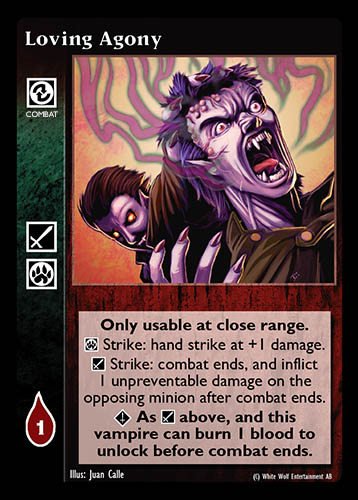 Loving Agony
COMBAT
Only usable at close range.
Strike: hand strike at +1 damage.
Strike: combat ends, and inflict
1 unpreventable damage on the
opposing minion after combat ends.
As above, and this
vampire can burn 1 blood to
unlock before combat ends.
1
Illus: Juan Calle
(C) White Wolf Entertainment AB